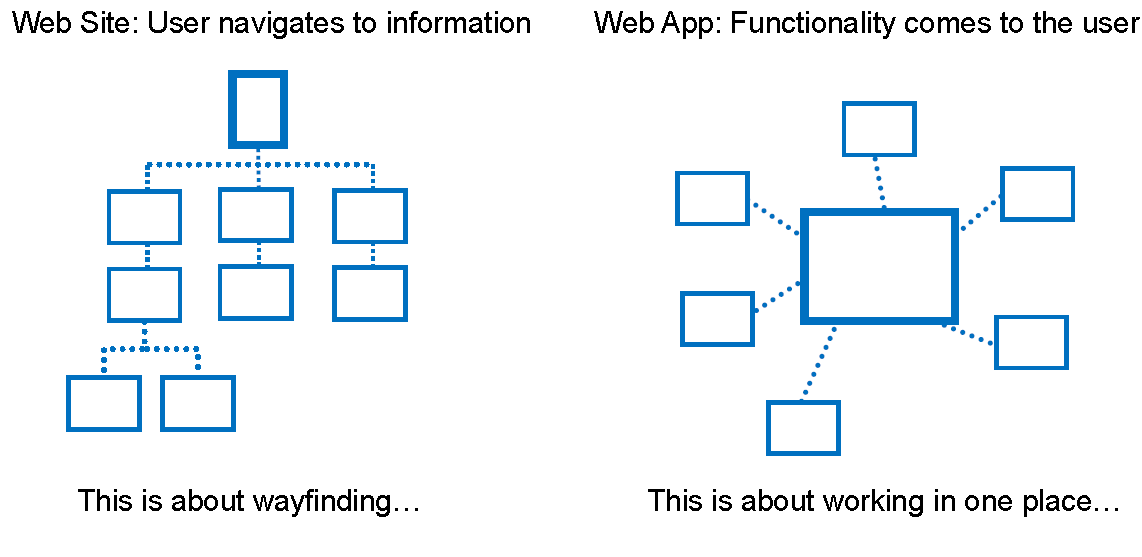 Web Site: User navigates to information
Web App: Functionality comes to the user
This is about wayfinding…
This is about working in one place…